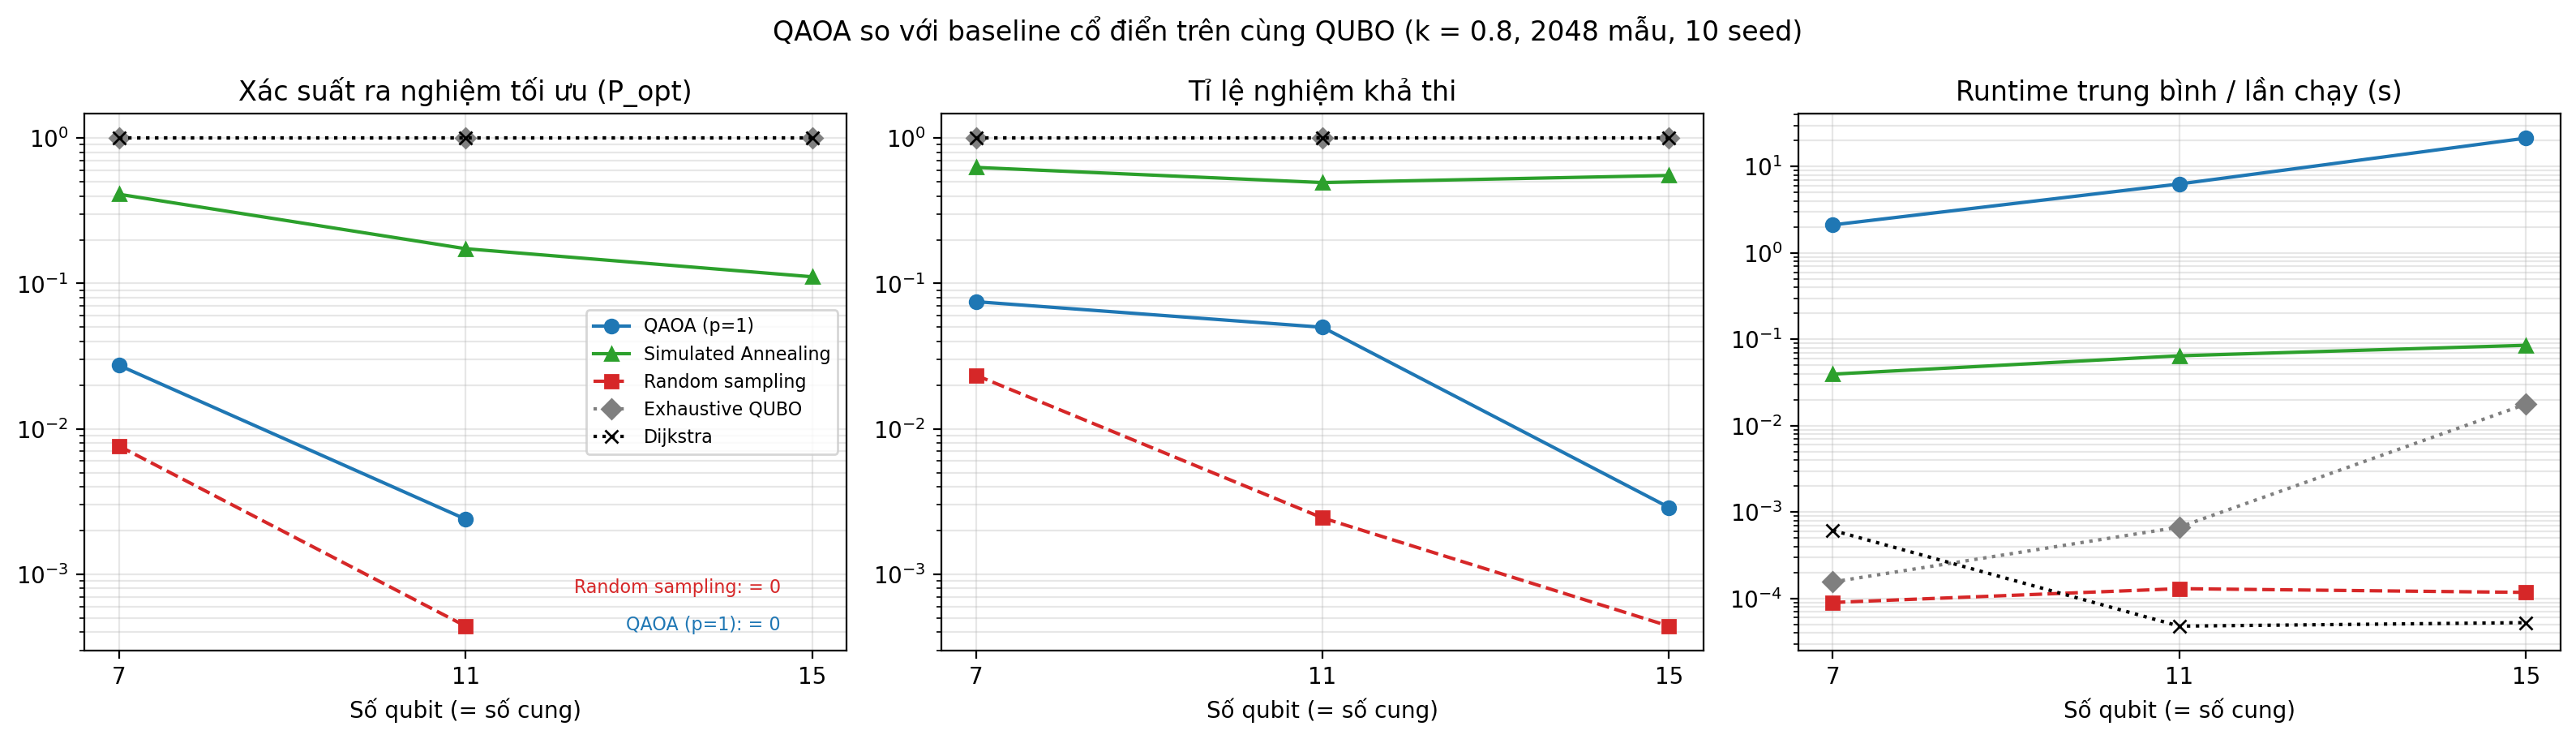 QAOA so với baseline cổ điển trên cùng QUBO (k = 0.8, 2048 mẫu, 10 seed)
Xác suất ra nghiệm tối ưu (P_opt)
10⁰
10⁻¹
10⁻²
10⁻³
QAOA (p=1)
Simulated Annealing
Random sampling
Exhaustive QUBO
Dijkstra
Random sampling: = 0
QAOA (p=1): = 0
7 11 15
Số qubit (= số cung)
Tỉ lệ nghiệm khả thi
10⁰
10⁻¹
10⁻²
10⁻³
7 11 15
Số qubit (= số cung)
Runtime trung bình / lần chạy (s)
10¹
10⁰
10⁻¹
10⁻²
10⁻³
10⁻⁴
7 11 15
Số qubit (= số cung)